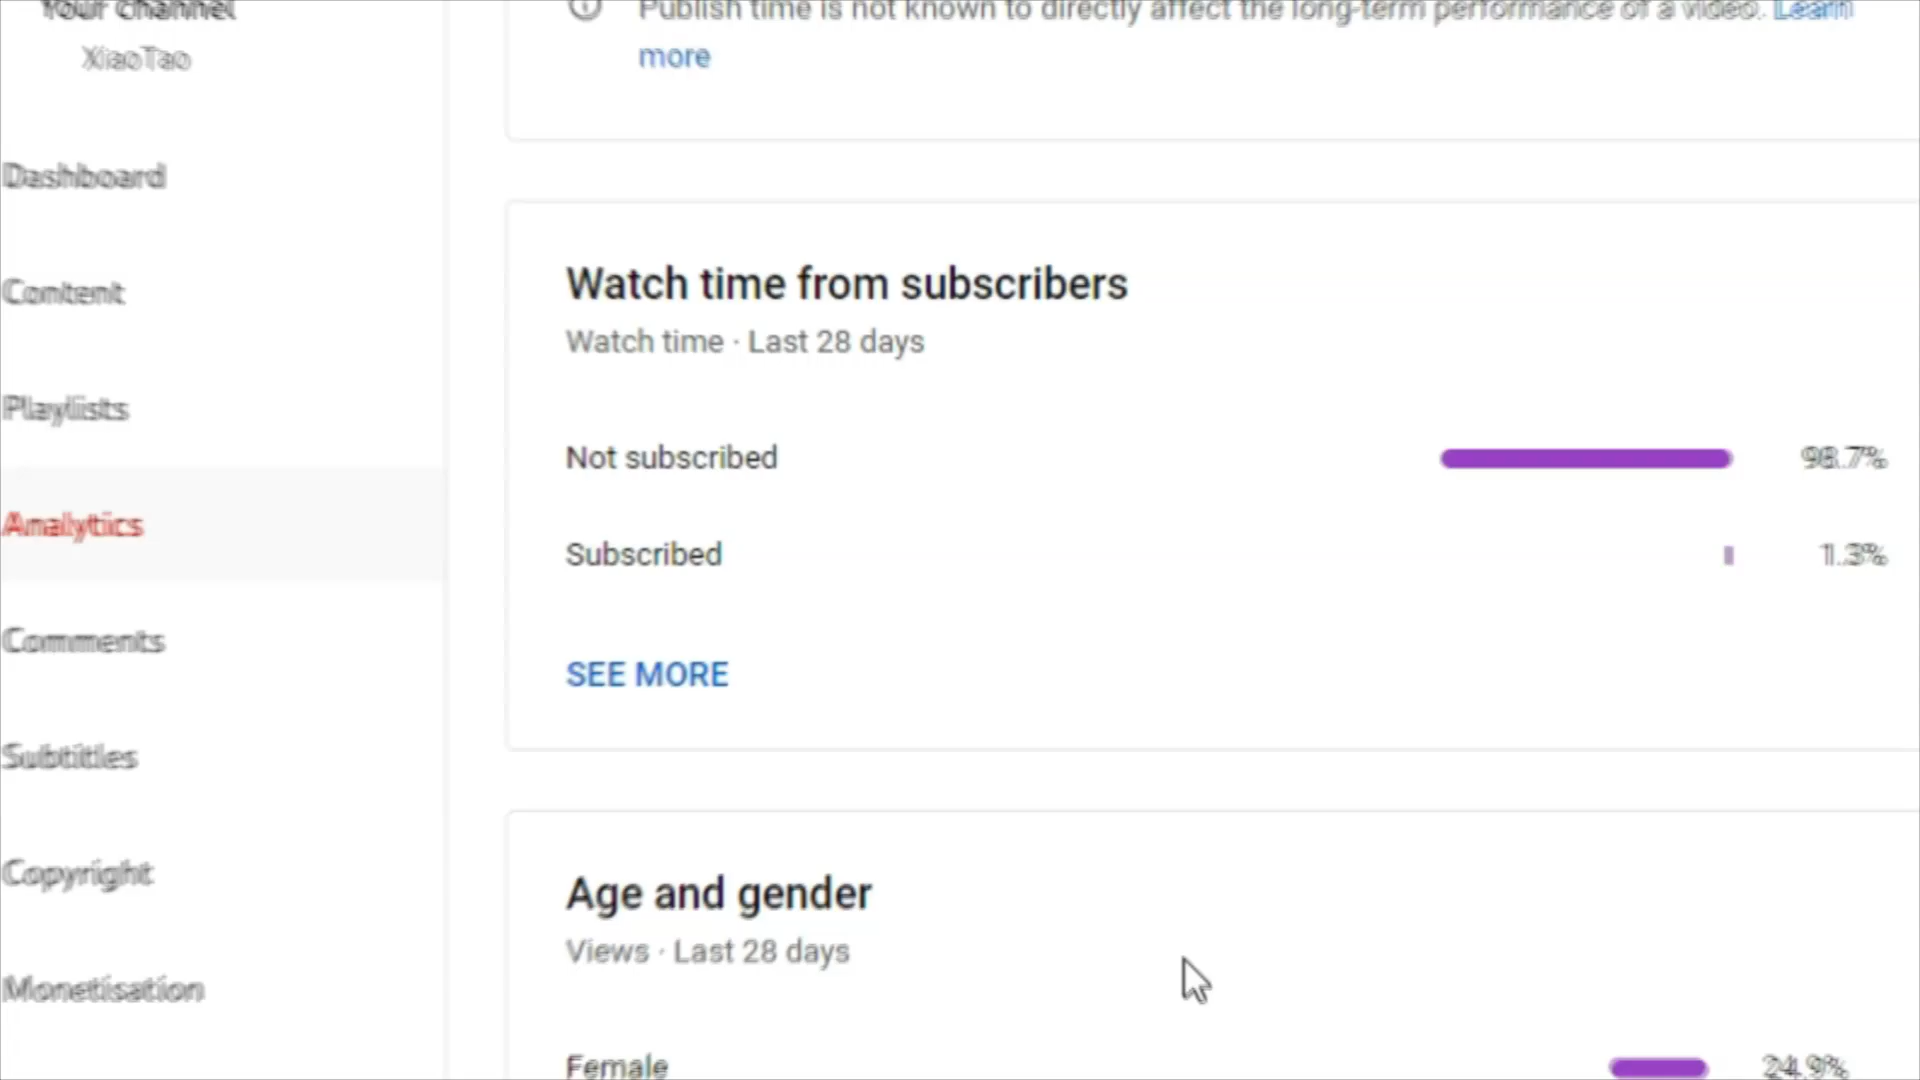 Your channel
XiaoTao
Dashboard
Content
Playlists
Analytics
Comments
Subtitles
Copyright
Monetisation
Publish time is not known to directly affect the long-term performance of a video. Learn
more
Watch time from subscribers
Watch time · Last 28 days
Not subscribed 98.7%
Subscribed 1.3%
SEE MORE
Age and gender
Views · Last 28 days
Female 24.9%